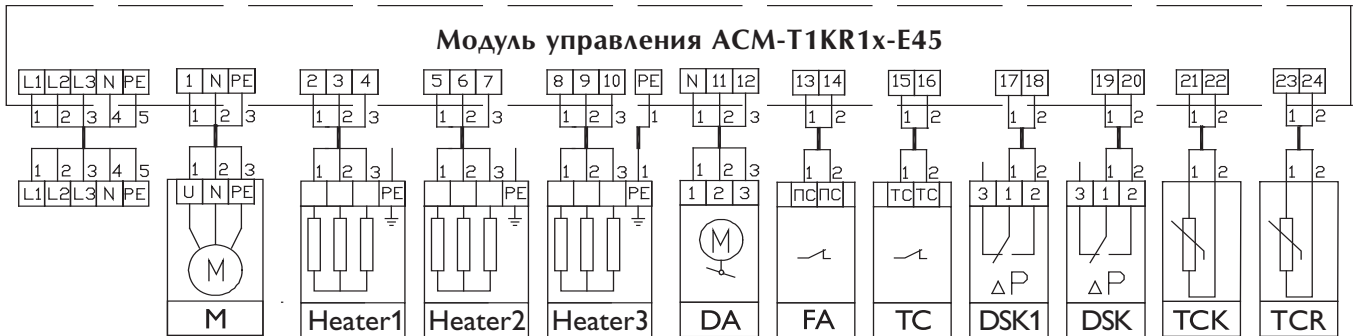 Модуль управления ACM-T1KR1x-E45
L1 L2 L3 N PE 1 N PE 2 3 4 5 6 7 8 9 10 PE N 11 12 13 14 15 16 17 18 19 20 21 22 23 24
1 2 3 4 5 1 2 3 1 2 3 1 2 3 1 2 3 1 1 2 3 1 2 1 2 1 2 1 2 1 2 1 2
1 2 3 4 5 1 2 3 1 2 3 1 2 3 1 2 3 1 1 2 3 1 2 1 2 1 2 1 2 1 2 1 2
L1 L2 L3 N PE U N PE PE PE PE 1 2 3 ПС ПС ТС ТС 3 1 2 3 1 2
M M
ΔP ΔP
M Heater1 Heater2 Heater3 DA FA TC DSK1 DSK TCK TCR